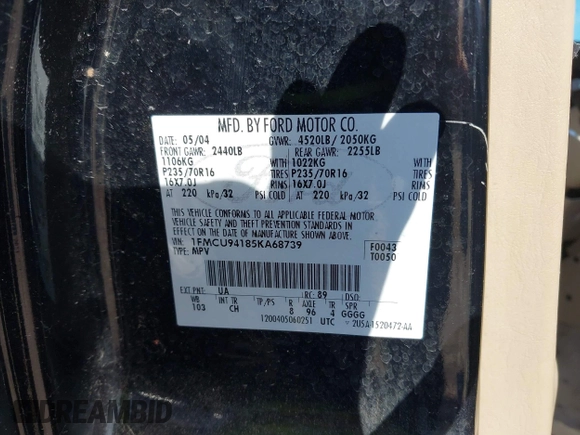 MFD. BY FORD MOTOR CO.
DATE: 05/04 GVWR: 4520LB / 2050KG
FRONT GAWR: 2440LB REAR GAWR: 2255LB
1106KG 1022KG
P235/70R16 TIRES P235/70R16 TIRES
16X7.0J RIMS 16X7.0J RIMS
AT 220 kPa/32 PSI COLD AT 220 kPa/32 PSI COLD
THIS VEHICLE CONFORMS TO ALL APPLICABLE FEDERAL MOTOR
VEHICLE SAFETY AND THEFT PREVENTION STANDARDS IN EFFECT
ON THE DATE OF MANUFACTURE SHOWN ABOVE.
VIN: 1FMCU94185KA68739 F0043
TYPE: MPV T0050
EXT PNT: UA RC: 89 DSO:
WB INT TR TP/PS R AXLE TR SPR
103 CH 8 96 4 GGGG
1200405060251 UTC 2U5A-1520472-AA
DREAMBID